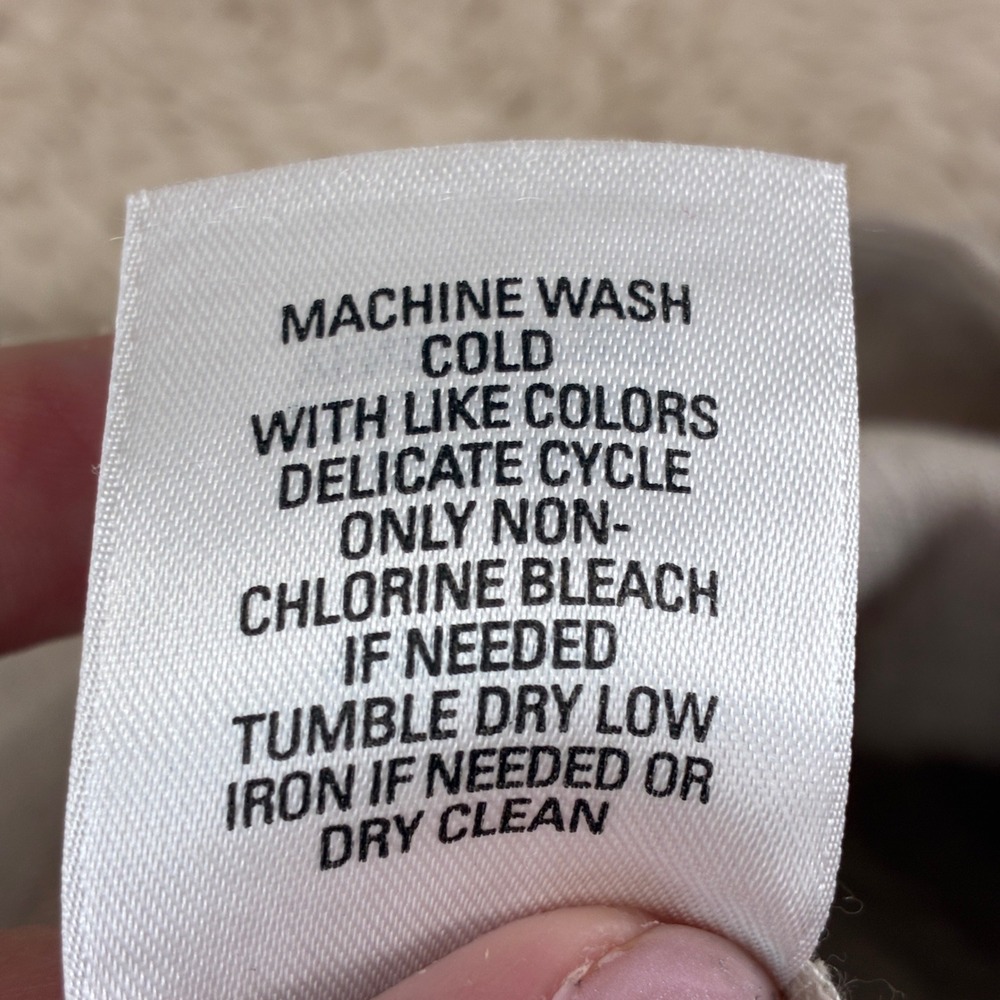 MACHINE WASH
COLD
WITH LIKE COLORS
DELICATE CYCLE
ONLY NON-
CHLORINE BLEACH
IF NEEDED
TUMBLE DRY LOW
IRON IF NEEDED OR
DRY CLEAN